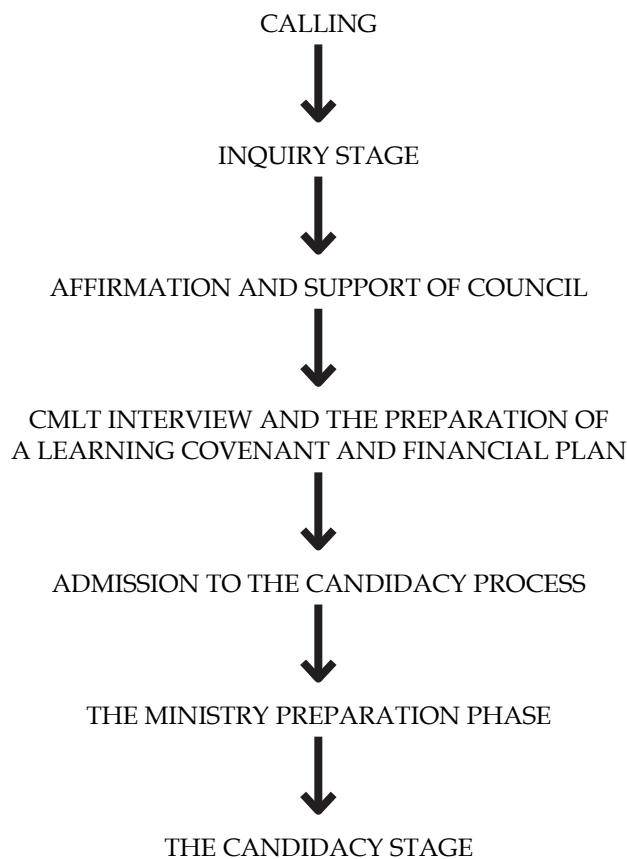 CALLING
INQUIRY STAGE
AFFIRMATION AND SUPPORT OF COUNCIL
CMLT INTERVIEW AND THE PREPARATION OF
A LEARNING COVENANT AND FINANCIAL PLAN
ADMISSION TO THE CANDIDACY PROCESS
THE MINISTRY PREPARATION PHASE
THE CANDIDACY STAGE